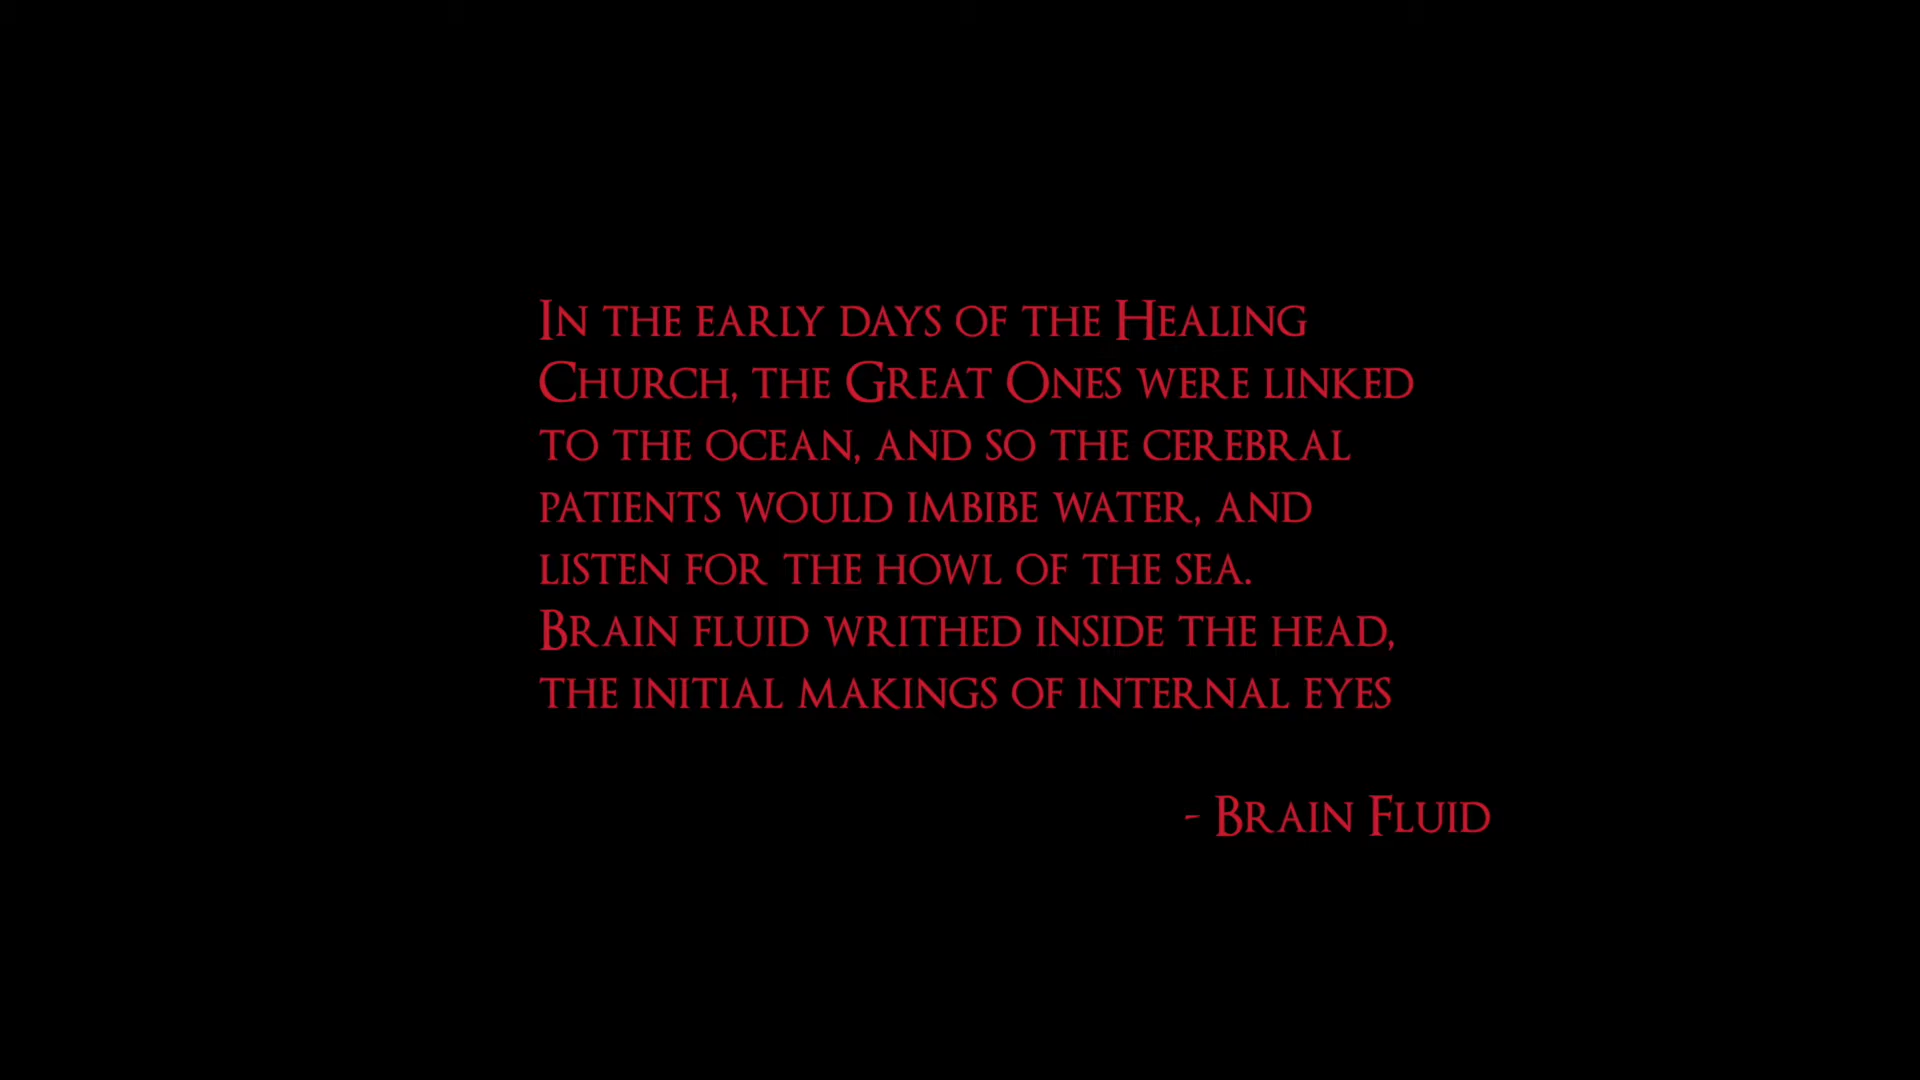 In the early days of the Healing
Church, the Great Ones were linked
to the ocean, and so the cerebral
patients would imbibe water, and
listen for the howl of the sea.
Brain fluid writhed inside the head,
the initial makings of internal eyes
- Brain Fluid